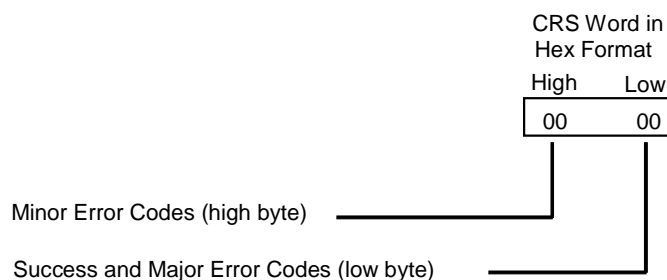 CRS Word in
Hex Format
High Low
00 00
Minor Error Codes (high byte)
Success and Major Error Codes (low byte)